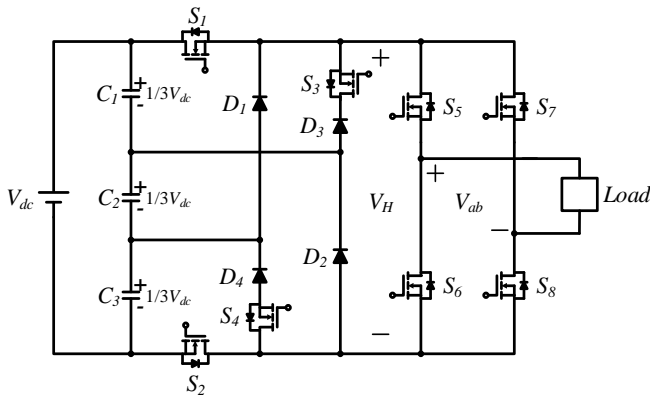 S1
+
C1 1/3Vdc
-
D1
S3
+
D3
S5
S7
Vdc
+
C2 1/3Vdc
-
VH
+
Vab
-
Load
D2
+
C3 1/3Vdc
-
D4
S4
S6
S8
-
S2